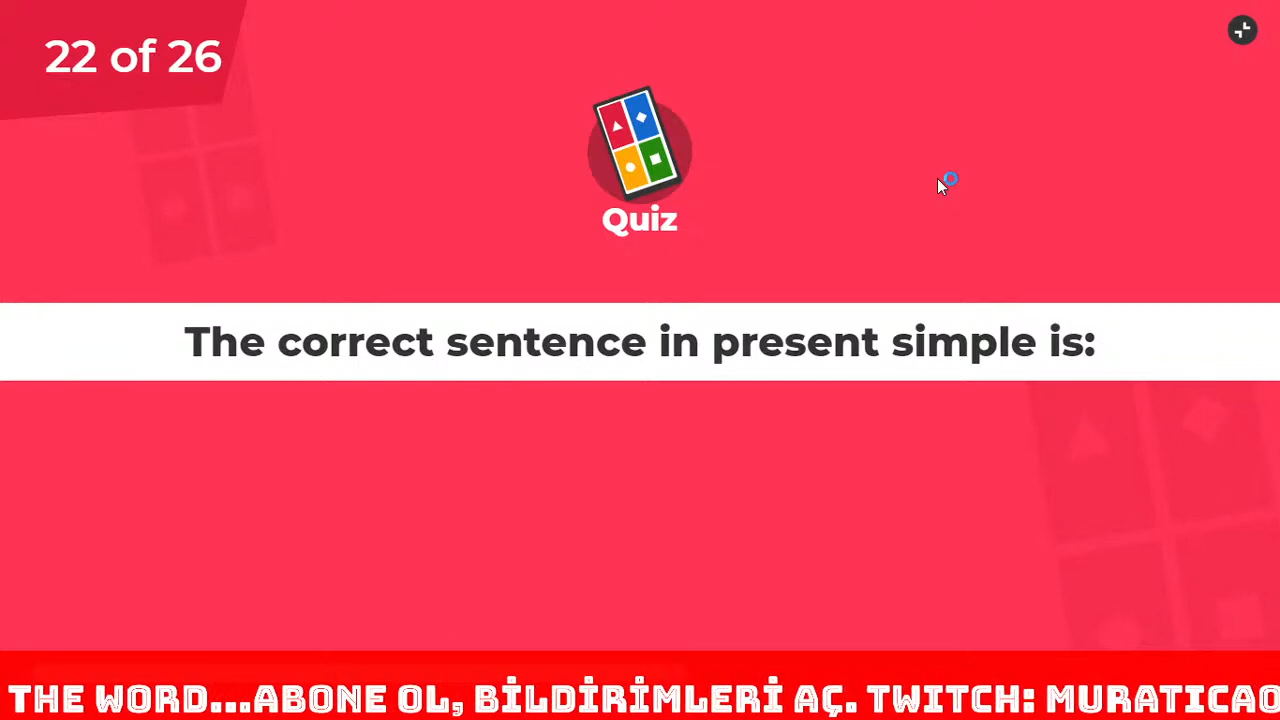 22 of 26
Quiz
The correct sentence in present simple is:
THE WORD...ABONE OL, BİLDİRİMLERİ AÇ. TWITCH: MURATICAO